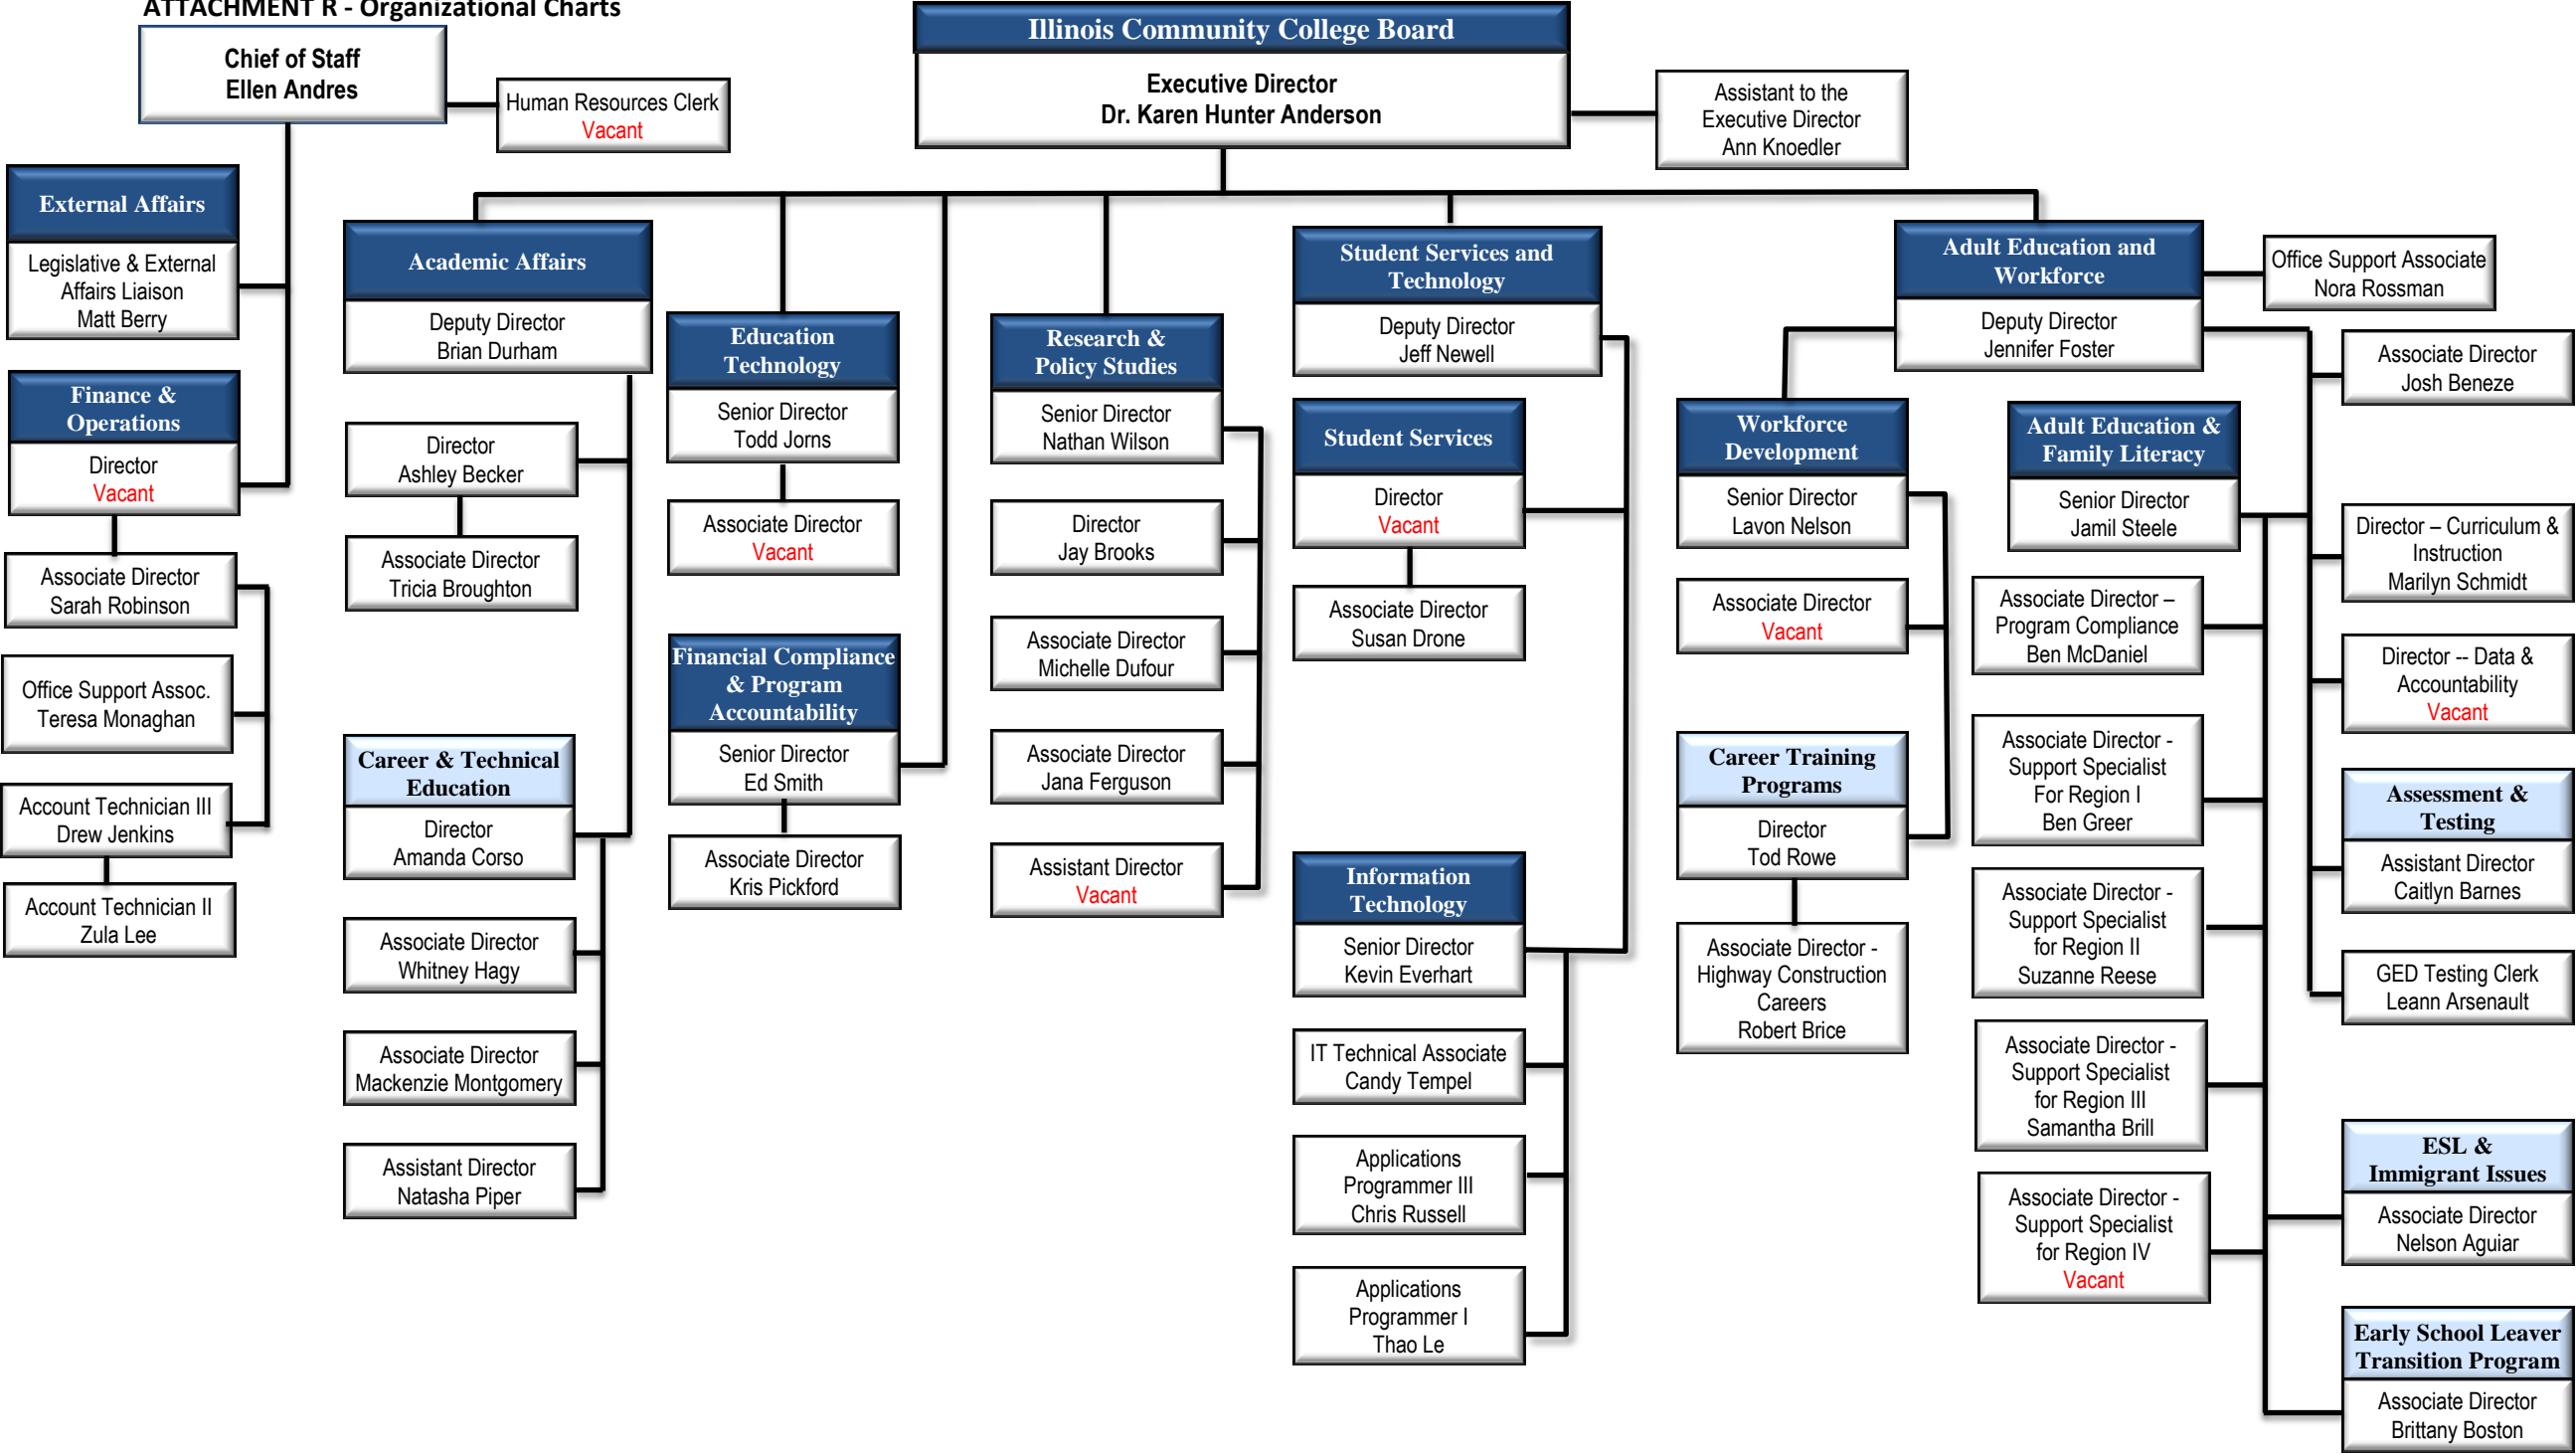 ATTACHMENT R - Organizational Charts
Chief of Staff
Ellen Andres
Human Resources Clerk
Vacant
Illinois Community College Board
Executive Director
Dr. Karen Hunter Anderson
Assistant to the
Executive Director
Ann Knoedler
External Affairs
Legislative & External
Affairs Liaison
Matt Berry
Finance &
Operations
Director
Vacant
Associate Director
Sarah Robinson
Office Support Assoc.
Teresa Monaghan
Account Technician III
Drew Jenkins
Account Technician II
Zula Lee
Academic Affairs
Deputy Director
Brian Durham
Director
Ashley Becker
Associate Director
Tricia Broughton
Career & Technical
Education
Director
Amanda Corso
Associate Director
Whitney Hagy
Associate Director
Mackenzie Montgomery
Assistant Director
Natasha Piper
Education
Technology
Senior Director
Todd Jorns
Associate Director
Vacant
Financial Compliance
& Program
Accountability
Senior Director
Ed Smith
Associate Director
Kris Pickford
Research &
Policy Studies
Senior Director
Nathan Wilson
Director
Jay Brooks
Associate Director
Michelle Dufour
Associate Director
Jana Ferguson
Assistant Director
Vacant
Student Services and
Technology
Deputy Director
Jeff Newell
Student Services
Director
Vacant
Associate Director
Susan Drone
Information
Technology
Senior Director
Kevin Everhart
IT Technical Associate
Candy Tempel
Applications
Programmer III
Chris Russell
Applications
Programmer I
Thao Le
Adult Education and
Workforce
Deputy Director
Jennifer Foster
Office Support Associate
Nora Rossman
Workforce
Development
Senior Director
Lavon Nelson
Associate Director
Vacant
Career Training
Programs
Director
Tod Rowe
Associate Director -
Highway Construction
Careers
Robert Brice
Adult Education &
Family Literacy
Senior Director
Jamil Steele
Associate Director –
Program Compliance
Ben McDaniel
Associate Director -
Support Specialist
For Region I
Ben Greer
Associate Director -
Support Specialist
for Region II
Suzanne Reese
Associate Director -
Support Specialist
for Region III
Samantha Brill
Associate Director -
Support Specialist
for Region IV
Vacant
Associate Director
Josh Beneze
Director – Curriculum &
Instruction
Marilyn Schmidt
Director -- Data &
Accountability
Vacant
Assessment &
Testing
Assistant Director
Caitlyn Barnes
GED Testing Clerk
Leann Arsenault
ESL &
Immigrant Issues
Associate Director
Nelson Aguiar
Early School Leaver
Transition Program
Associate Director
Brittany Boston